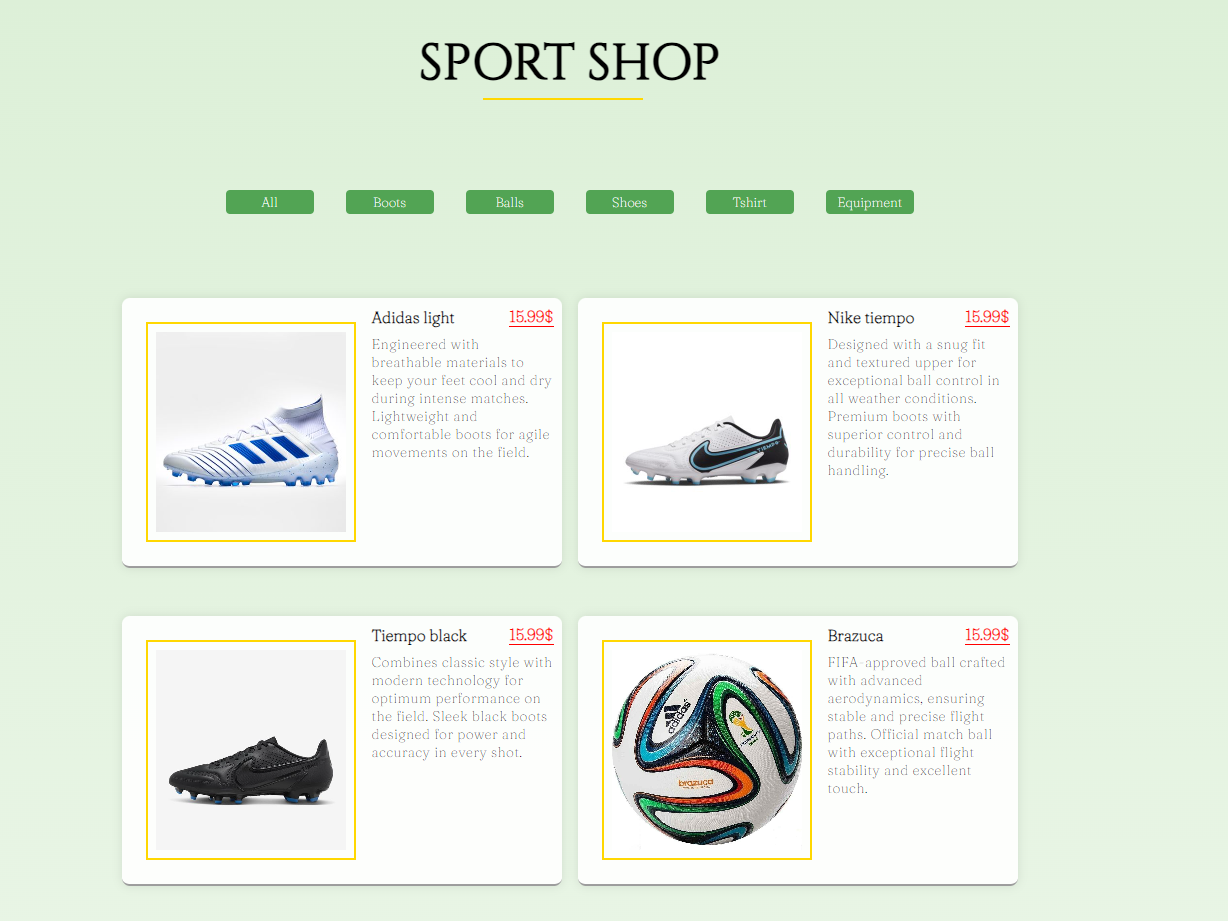 SPORT SHOP
All Boots Balls Shoes Tshirt Equipment
Adidas light 15.99$
Engineered with
breathable materials to
keep your feet cool and dry
during intense matches.
Lightweight and
comfortable boots for agile
movements on the field.
Nike tiempo 15.99$
Designed with a snug fit
and textured upper for
exceptional ball control in
all weather conditions.
Premium boots with
superior control and
durability for precise ball
handling.
TIEMPO
Tiempo black 15.99$
Combines classic style with
modern technology for
optimum performance on
the field. Sleek black boots
designed for power and
accuracy in every shot.
Brazuca 15.99$
FIFA-approved ball crafted
with advanced
aerodynamics, ensuring
stable and precise flight
paths. Official match ball
with exceptional flight
stability and excellent
touch.
adidas
brazuca